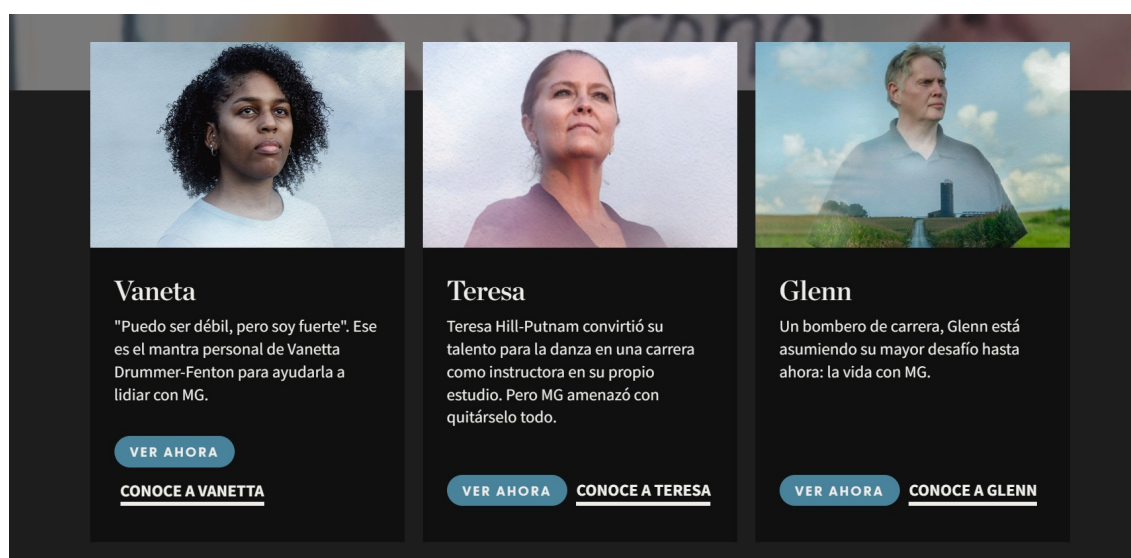 Strong
Vaneta
"Puedo ser débil, pero soy fuerte". Ese
es el mantra personal de Vanetta
Drummer-Fenton para ayudarla a
lidiar con MG.
VER AHORA
CONOCE A VANETTA
Teresa
Teresa Hill-Putnam convirtió su
talento para la danza en una carrera
como instructora en su propio
estudio. Pero MG amenazó con
quitárselo todo.
VER AHORA
CONOCE A TERESA
Glenn
Un bombero de carrera, Glenn está
asumiendo su mayor desafío hasta
ahora: la vida con MG.
VER AHORA
CONOCE A GLENN